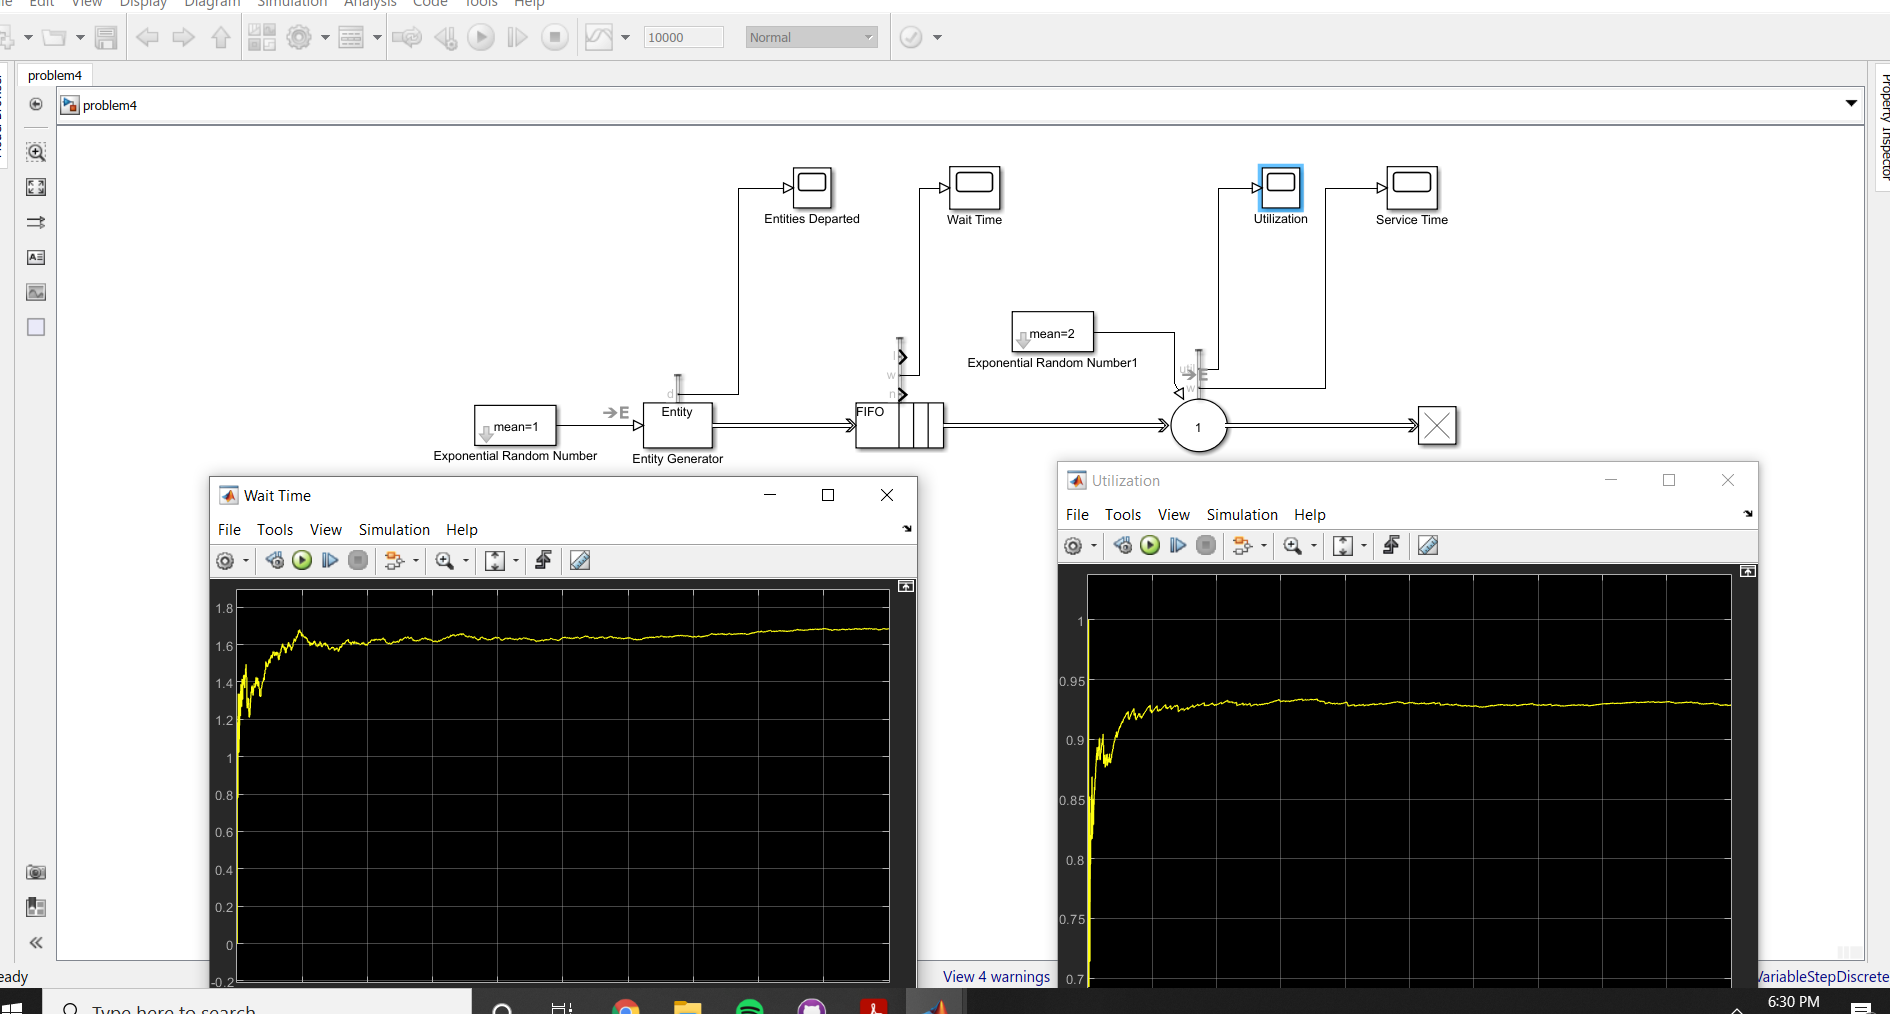 Edit View Display Diagram Simulation Analysis Code Tools Help
10000 Normal
problem4
problem4
Property Inspector
Entities Departed
Wait Time
Utilization
Service Time
mean=2
Exponential Random Number1
l
w
n
util
E
w
d
E
Entity
FIFO
mean=1
1
Exponential Random Number
Entity Generator
Wait Time
File Tools View Simulation Help
1.8
1.6
1.4
1.2
1
0.8
0.6
0.4
0.2
0
-0.2
Utilization
File Tools View Simulation Help
1
0.95
0.9
0.85
0.8
0.75
0.7
eady
View 4 warnings
VariableStepDiscrete
Type here to search
6:30 PM